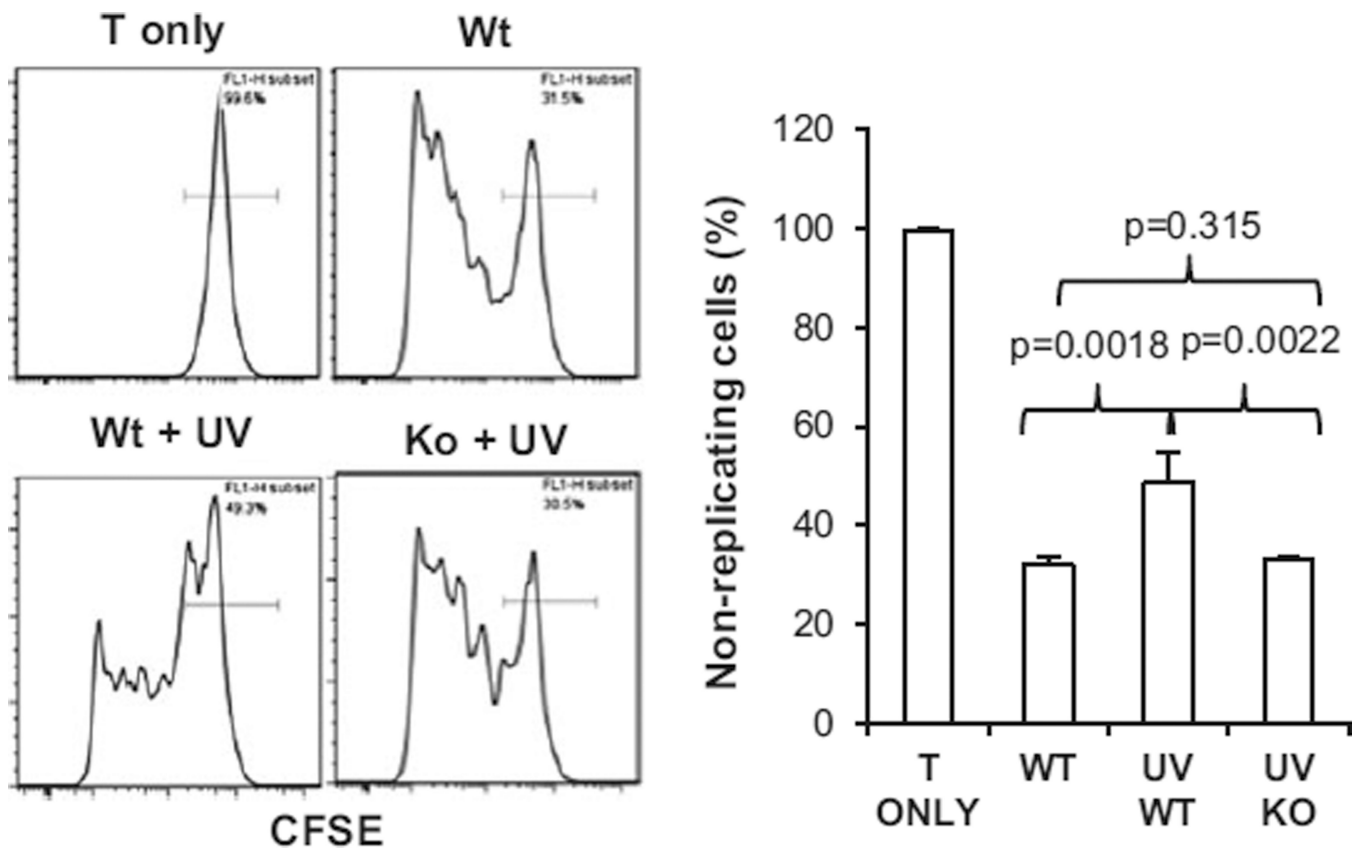 T only
FL1-H subset
99.6%
Wt
FL1-H subset
31.5%
Wt + UV
FL1-H subset
49.3%
Ko + UV
FL1-H subset
30.5%
CFSE
Non-replicating cells (%)
120
100
80
60
40
20
0
p=0.315
p=0.0018 p=0.0022
T
ONLY
WT
UV
WT
UV
KO